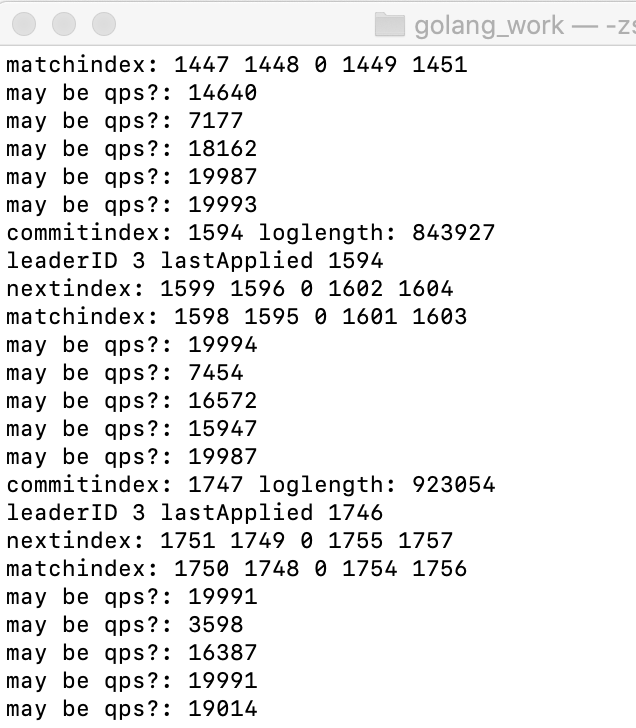 golang_work — -zs
matchindex: 1447 1448 0 1449 1451
may be qps?: 14640
may be qps?: 7177
may be qps?: 18162
may be qps?: 19987
may be qps?: 19993
commitindex: 1594 loglength: 843927
leaderID 3 lastApplied 1594
nextindex: 1599 1596 0 1602 1604
matchindex: 1598 1595 0 1601 1603
may be qps?: 19994
may be qps?: 7454
may be qps?: 16572
may be qps?: 15947
may be qps?: 19987
commitindex: 1747 loglength: 923054
leaderID 3 lastApplied 1746
nextindex: 1751 1749 0 1755 1757
matchindex: 1750 1748 0 1754 1756
may be qps?: 19991
may be qps?: 3598
may be qps?: 16387
may be qps?: 19991
may be qps?: 19014